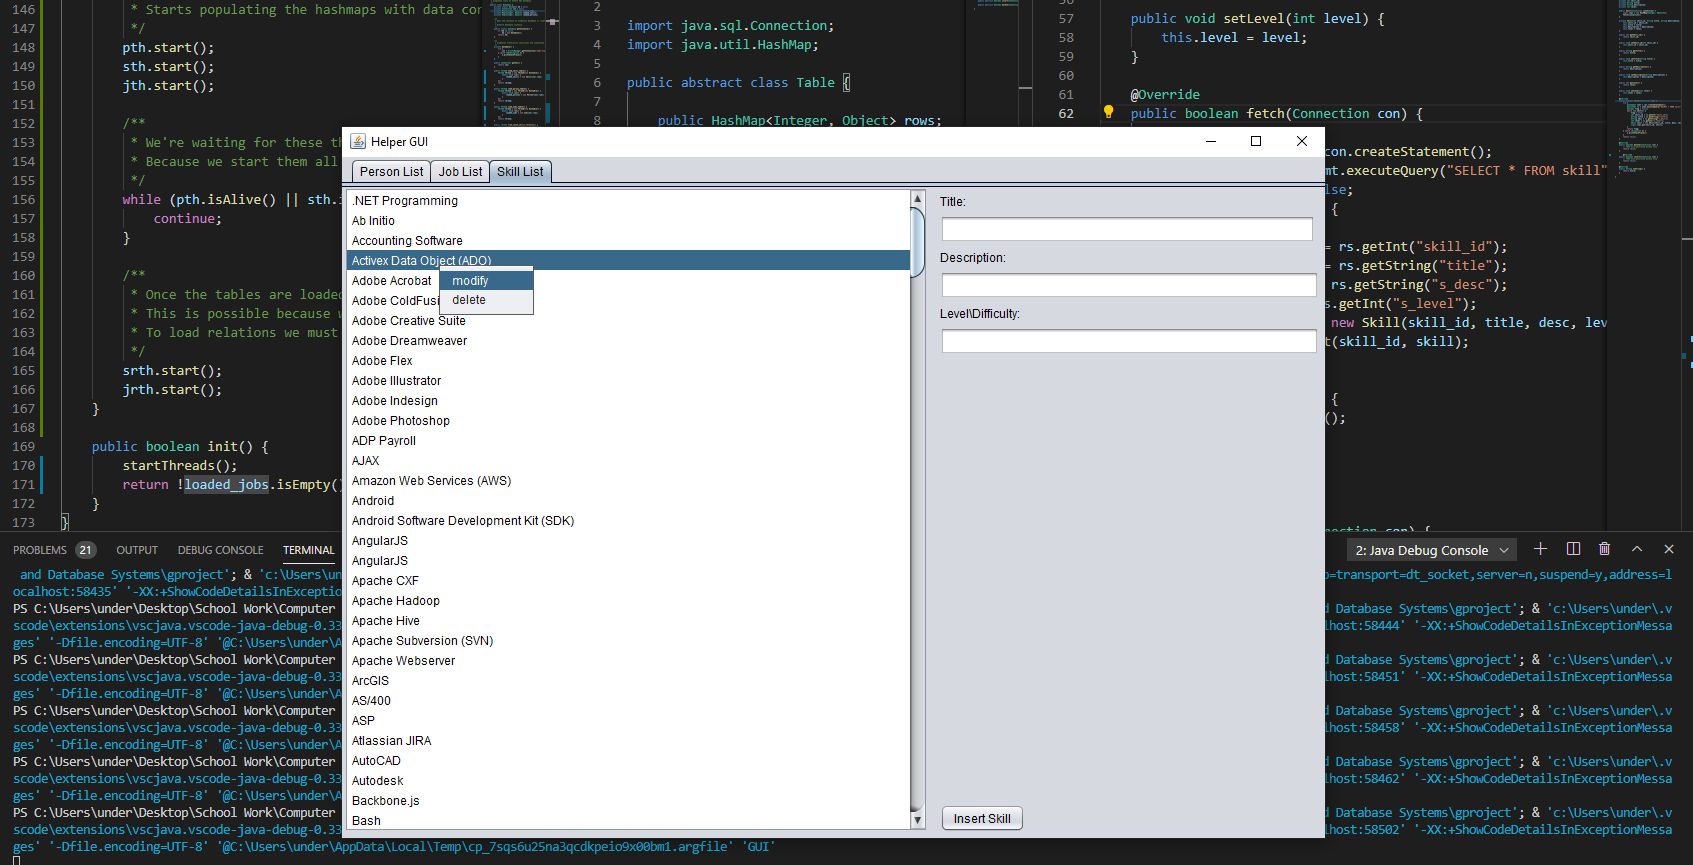 146 * Starts populating the hashmaps with data cor
147 */
148 pth.start();
149 sth.start();
150 jth.start();
151
152 /**
153 * We're waiting for these th
154 * Because we start them all
155 */
156 while (pth.isAlive() || sth.i
157 continue;
158 }
159
160 /**
161 * Once the tables are loaded
162 * This is possible because w
163 * To load relations we must
164 */
165 srth.start();
166 jrth.start();
167 }
168
169 public boolean init() {
170 startThreads();
171 return !loaded_jobs.isEmpty()
172 }
173 }
2
3 import java.sql.Connection;
4 import java.util.HashMap;
5
6 public abstract class Table {
7
8 public HashMap<Integer, Object> rows;
56
57 public void setLevel(int level) {
58 this.level = level;
59 }
60
61 @Override
62 public boolean fetch(Connection con) {
con.createStatement();
mt.executeQuery("SELECT * FROM skill"
lse;
{
= rs.getInt("skill_id");
= rs.getString("title");
rs.getString("s_desc");
s.getInt("s_level");
new Skill(skill_id, title, desc, lev
t(skill_id, skill);
{
();
nection con) {
Helper GUI
Person List Job List Skill List
.NET Programming
Ab Initio
Accounting Software
Activex Data Object (ADO)
Adobe Acrobat
Adobe ColdFusi
Adobe Creative Suite
Adobe Dreamweaver
Adobe Flex
Adobe Illustrator
Adobe Indesign
Adobe Photoshop
ADP Payroll
AJAX
Amazon Web Services (AWS)
Android
Android Software Development Kit (SDK)
AngularJS
AngularJS
Apache CXF
Apache Hadoop
Apache Hive
Apache Subversion (SVN)
Apache Webserver
ArcGIS
AS/400
ASP
Atlassian JIRA
AutoCAD
Autodesk
Backbone.js
Bash
modify
delete
Title:
Description:
Level\Difficulty:
Insert Skill
PROBLEMS 21 OUTPUT DEBUG CONSOLE TERMINAL 2: Java Debug Console
and Database Systems\gproject'; & 'c:\Users\un p=transport=dt_socket,server=n,suspend=y,address=l
ocalhost:58435' '-XX:+ShowCodeDetailsInExceptio
PS C:\Users\under\Desktop\School Work\Computer d Database Systems\gproject'; & 'c:\Users\under\.v
scode\extensions\vscjava.vscode-java-debug-0.33 lhost:58444' '-XX:+ShowCodeDetailsInExceptionMessa
ges' '-Dfile.encoding=UTF-8' '@C:\Users\under\A
PS C:\Users\under\Desktop\School Work\Computer d Database Systems\gproject'; & 'c:\Users\under\.v
scode\extensions\vscjava.vscode-java-debug-0.33 lhost:58451' '-XX:+ShowCodeDetailsInExceptionMessa
ges' '-Dfile.encoding=UTF-8' '@C:\Users\under\A
PS C:\Users\under\Desktop\School Work\Computer d Database Systems\gproject'; & 'c:\Users\under\.v
scode\extensions\vscjava.vscode-java-debug-0.33 lhost:58458' '-XX:+ShowCodeDetailsInExceptionMessa
ges' '-Dfile.encoding=UTF-8' '@C:\Users\under\A
PS C:\Users\under\Desktop\School Work\Computer d Database Systems\gproject'; & 'c:\Users\under\.v
scode\extensions\vscjava.vscode-java-debug-0.33 lhost:58462' '-XX:+ShowCodeDetailsInExceptionMessa
ges' '-Dfile.encoding=UTF-8' '@C:\Users\under\A
PS C:\Users\under\Desktop\School Work\Computer d Database Systems\gproject'; & 'c:\Users\under\.v
scode\extensions\vscjava.vscode-java-debug-0.33 lhost:58502' '-XX:+ShowCodeDetailsInExceptionMessa
ges' '-Dfile.encoding=UTF-8' '@C:\Users\under\AppData\Local\Temp\cp_7sqs6u25na3qcdkpeio9x00bm1.argfile' 'GUI'